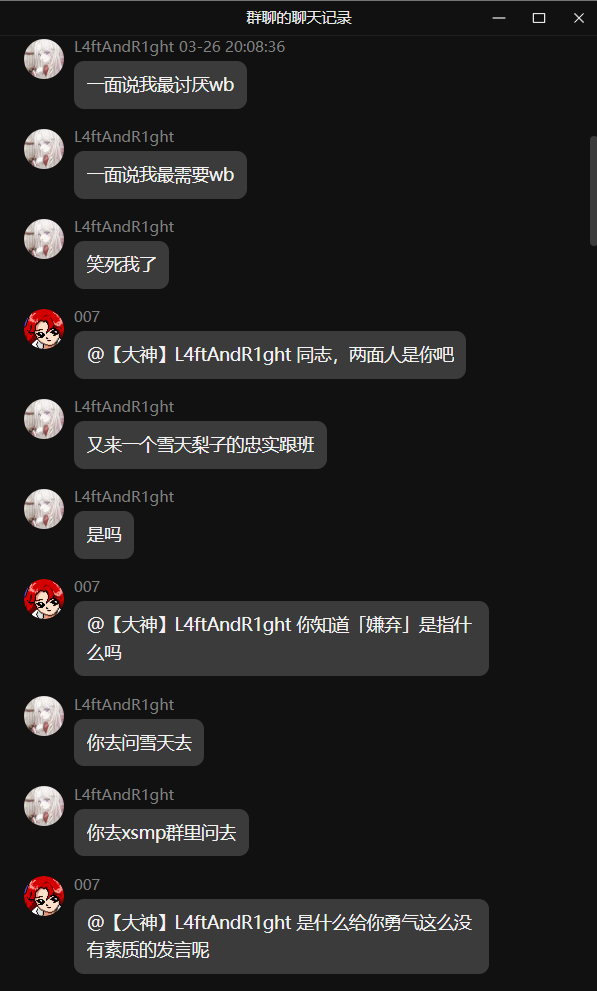 群聊的聊天记录
L4ftAndR1ght 03-26 20:08:36
一面说我最讨厌wb
L4ftAndR1ght
一面说我最需要wb
L4ftAndR1ght
笑死我了
007
@【大神】L4ftAndR1ght 同志，两面人是你吧
L4ftAndR1ght
又来一个雪天梨子的忠实跟班
L4ftAndR1ght
是吗
007
@【大神】L4ftAndR1ght 你知道「嫌弃」是指什
么吗
L4ftAndR1ght
你去问雪天去
L4ftAndR1ght
你去xsmp群里问去
007
@【大神】L4ftAndR1ght 是什么给你勇气这么没
有素质的发言呢